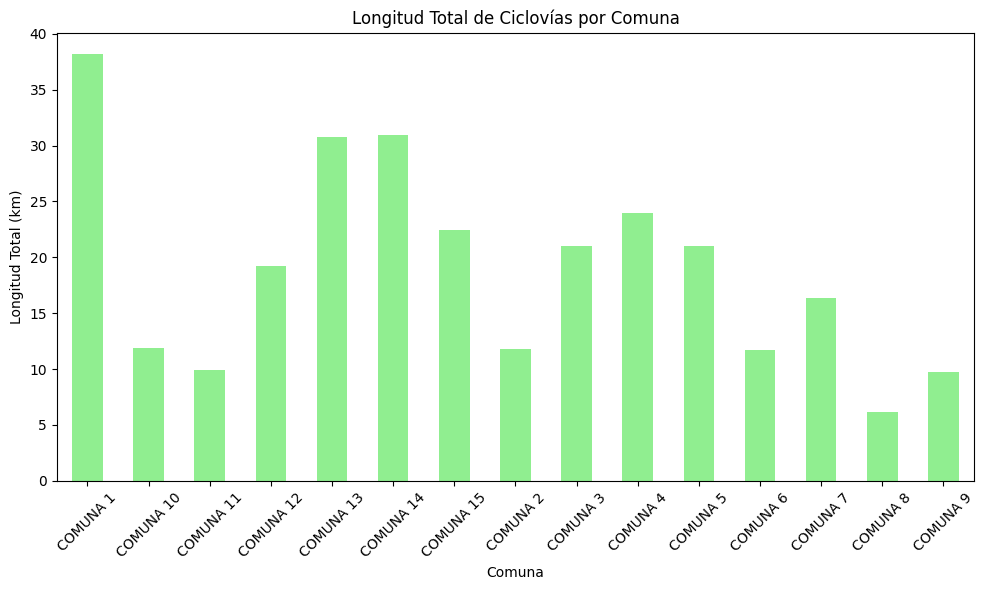 Longitud Total de Ciclovías por Comuna
Longitud Total (km)
40
35
30
25
20
15
10
5
0
COMUNA 1
COMUNA 10
COMUNA 11
COMUNA 12
COMUNA 13
COMUNA 14
COMUNA 15
COMUNA 2
COMUNA 3
COMUNA 4
COMUNA 5
COMUNA 6
COMUNA 7
COMUNA 8
COMUNA 9
Comuna